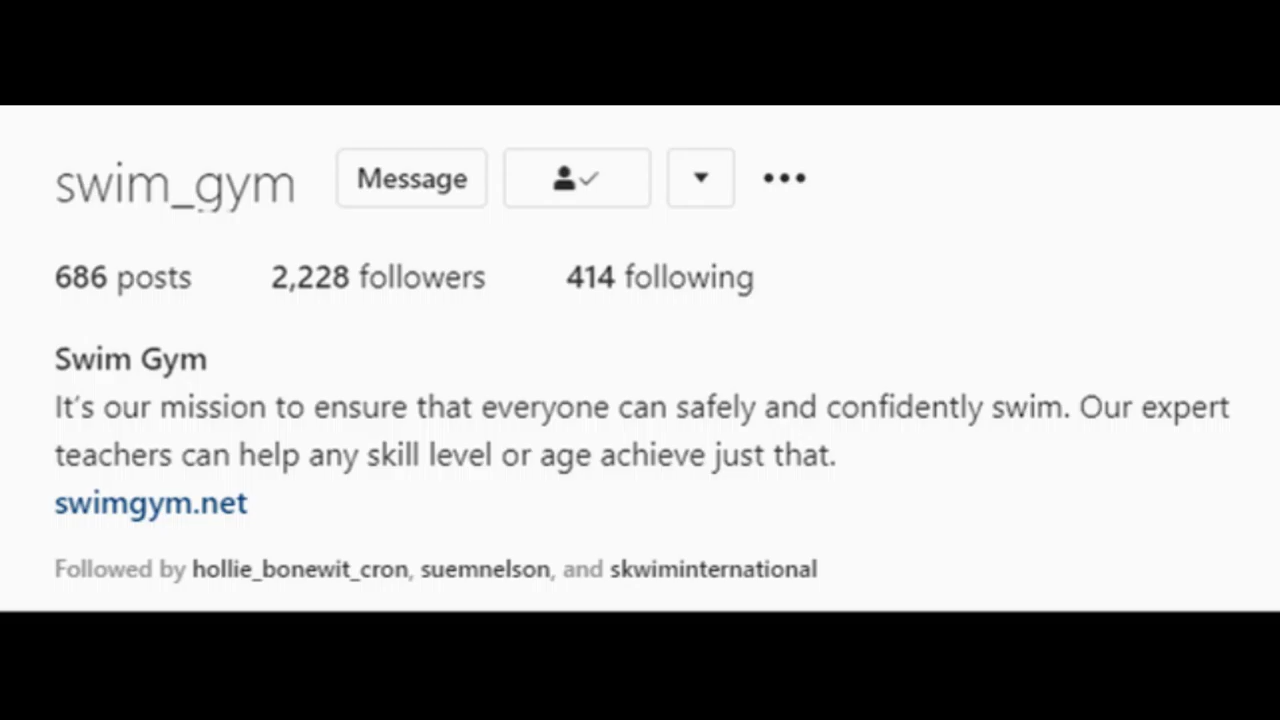 swim_gym Message
686 posts 2,228 followers 414 following
Swim Gym
It's our mission to ensure that everyone can safely and confidently swim. Our expert
teachers can help any skill level or age achieve just that.
swimgym.net
Followed by hollie_bonewit_cron, suemnelson, and skwiminternational